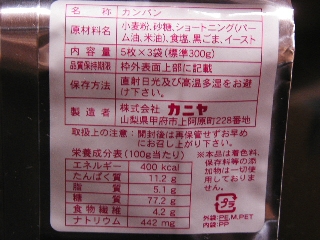 名称 カンパン
原材料名 小麦粉、砂糖、ショートニング(パー
ム油、米油)、食塩、黒ごま、イースト
内容量 5枚×3袋(標準300g)
品質保持期限 枠外表面上部に記載
保存方法 直射日光及び高温多湿をお避
け下さい。
製造者 株式会社 カニヤ
山梨県甲府市上阿原町228番地
取扱上の注意:開封後は再保管せずお早め
にお召し上がり下さい。
栄養成分表(100g当たり)
エネルギー 400 kcal
たんぱく質 11.2 g
脂質 5.1 g
糖質 77.2 g
食物繊維 4.2 g
ナトリウム 442 mg
※本品は着色料、
保存料等の添
加物は一切使
用しておりま
せん。
プラ
外袋:PE,M,PET
内袋:PP